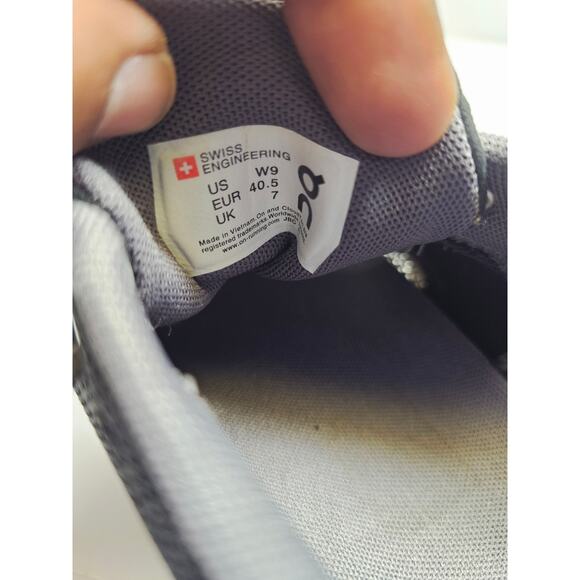 SWISS
ENGINEERING
US W9
EUR 40.5
UK 7
Made in Vietnam. On and Cloud
registered trademarks. Worldwide
www.on-running.com JBC